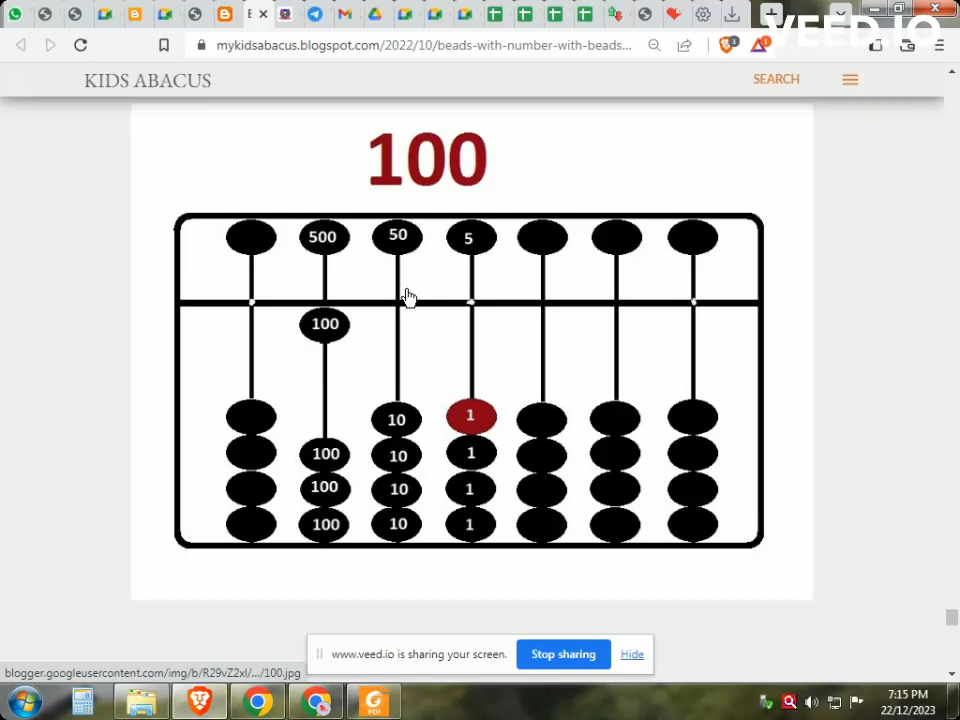 VEED.IO
mykidsabacus.blogspot.com/2022/10/beads-with-number-with-beads...
KIDS ABACUS
SEARCH
100
500 50 5
100
10 1
100 10 1
100 10 1
100 10 1
www.veed.io is sharing your screen. Stop sharing Hide
blogger.googleusercontent.com/img/b/R29vZ2xl/.../100.jpg
7:15 PM
22/12/2023